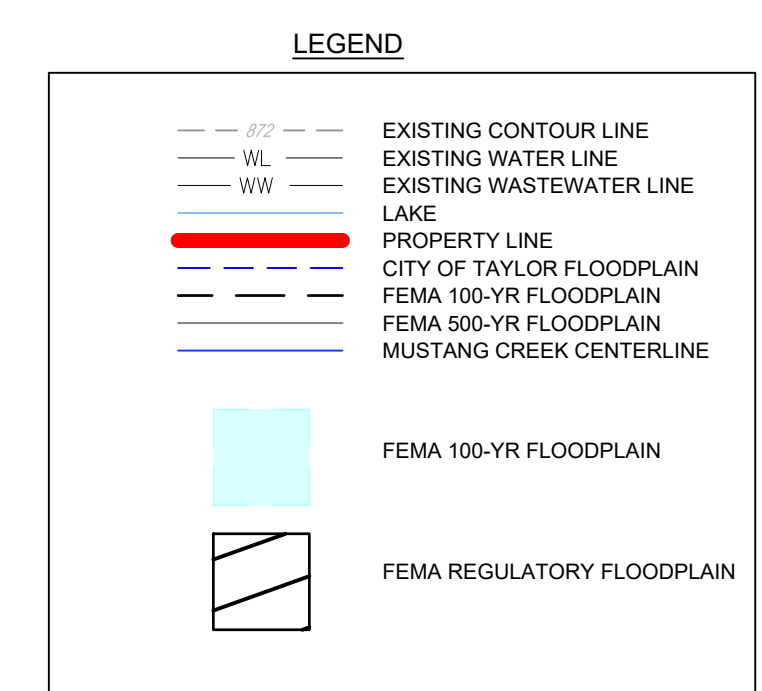 LEGEND
872 EXISTING CONTOUR LINE
WL EXISTING WATER LINE
WW EXISTING WASTEWATER LINE
LAKE
PROPERTY LINE
CITY OF TAYLOR FLOODPLAIN
FEMA 100-YR FLOODPLAIN
FEMA 500-YR FLOODPLAIN
MUSTANG CREEK CENTERLINE
FEMA 100-YR FLOODPLAIN
FEMA REGULATORY FLOODPLAIN